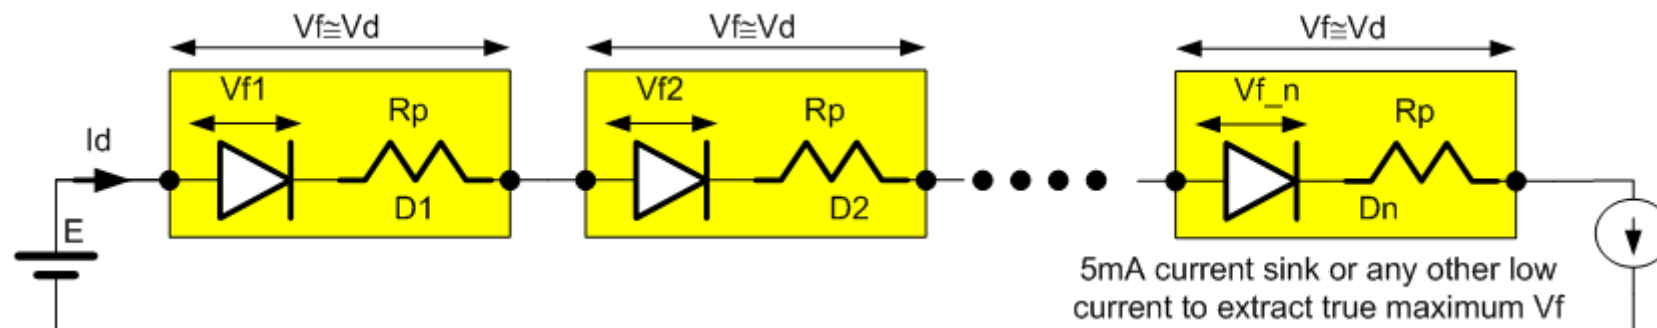 Vf≅Vd
Vf≅Vd
Vf≅Vd
Vf1
Vf2
Vf_n
Rp
Rp
Rp
Id
D1
D2
Dn
E
5mA current sink or any other low
current to extract true maximum Vf